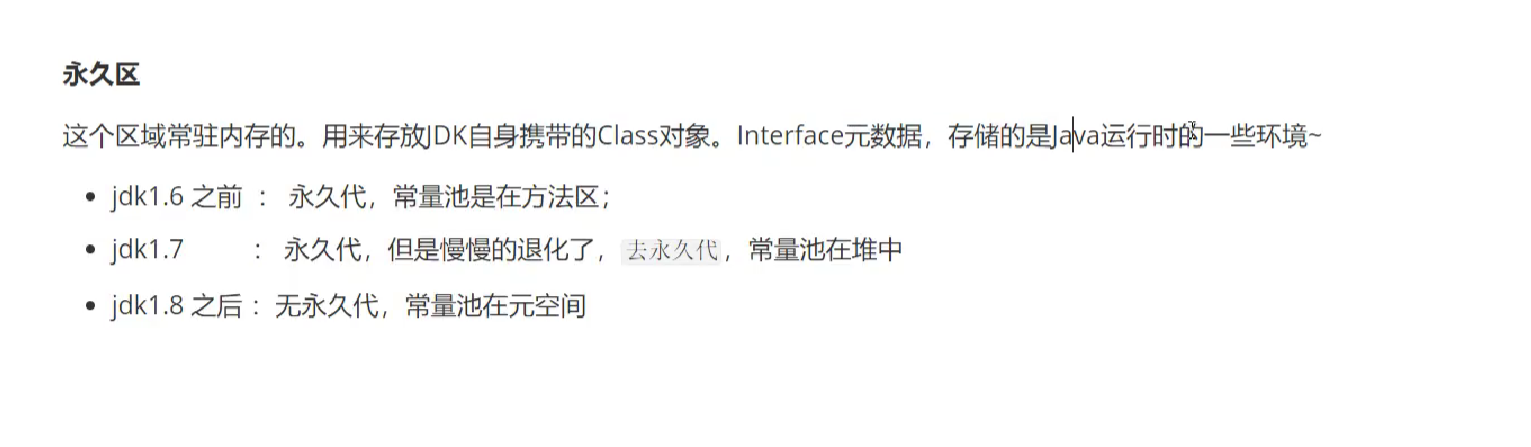 永久区
这个区域常驻内存的。用来存放JDK自身携带的Class对象。Interface元数据，存储的是Java运行时的一些环境~
• jdk1.6 之前 ： 永久代，常量池是在方法区；
• jdk1.7 ： 永久代，但是慢慢的退化了，去永久代，常量池在堆中
• jdk1.8 之后 ：无永久代，常量池在元空间